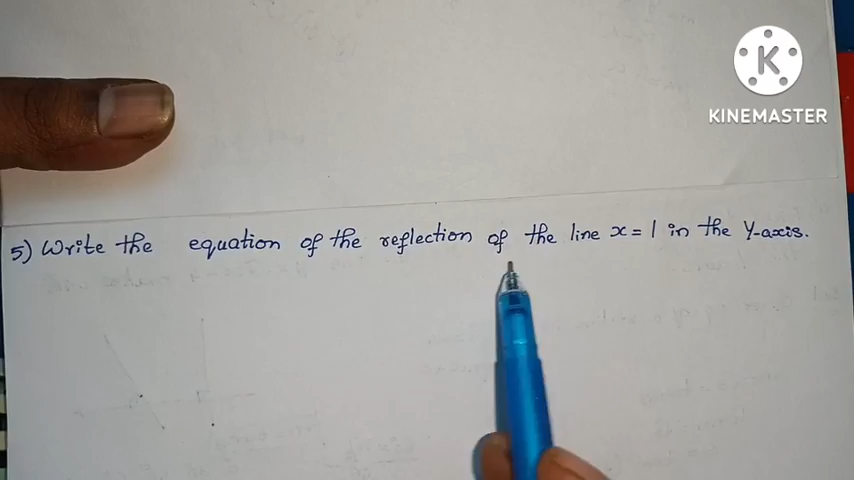 KINEMASTER
5) Write the equation of the reflection of the line x = 1 in the Y-axis.